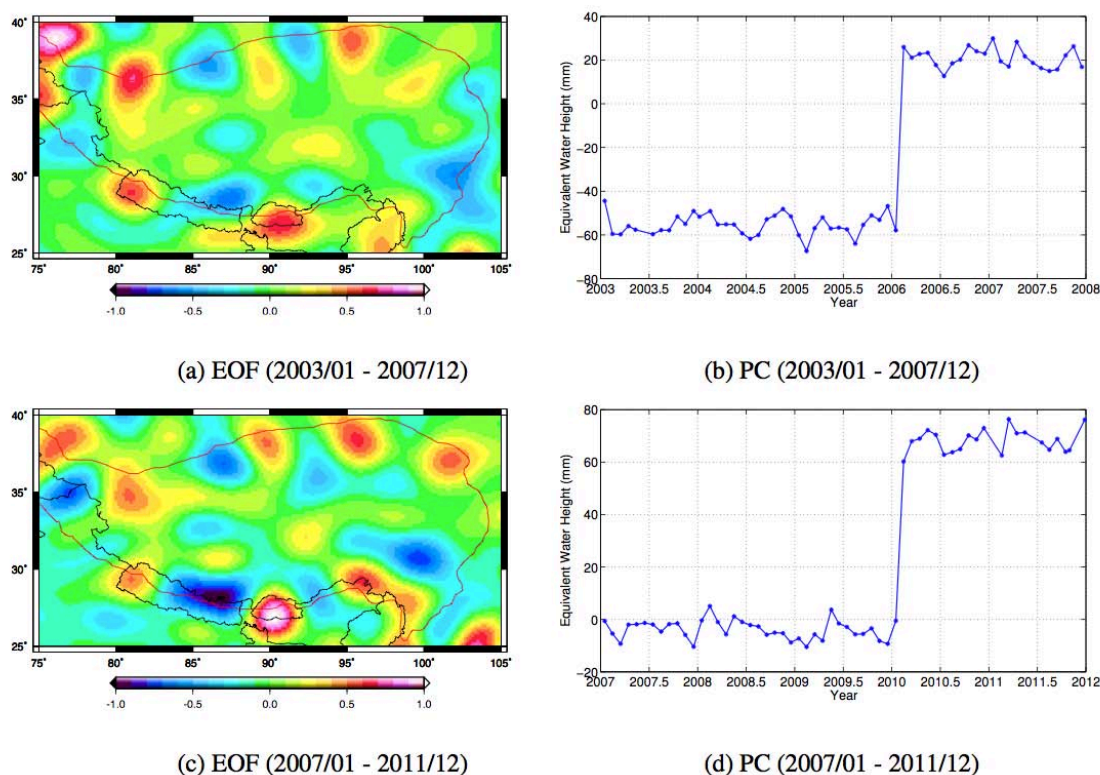 40°
35°
30°
25°
75° 80° 85° 90° 95° 100° 105°
-1.0 -0.5 0.0 0.5 1.0
(a) EOF (2003/01 - 2007/12)
Equivalent Water Height (mm)
40
20
0
−20
−40
−60
−80
2003 2003.5 2004 2004.5 2005 2005.5 2006 2006.5 2007 2007.5 2008
Year
(b) PC (2003/01 - 2007/12)
40°
35°
30°
25°
75° 80° 85° 90° 95° 100° 105°
-1.0 -0.5 0.0 0.5 1.0
(c) EOF (2007/01 - 2011/12)
Equivalent Water Height (mm)
80
60
40
20
0
−20
2007 2007.5 2008 2008.5 2009 2009.5 2010 2010.5 2011 2011.5 2012
Year
(d) PC (2007/01 - 2011/12)